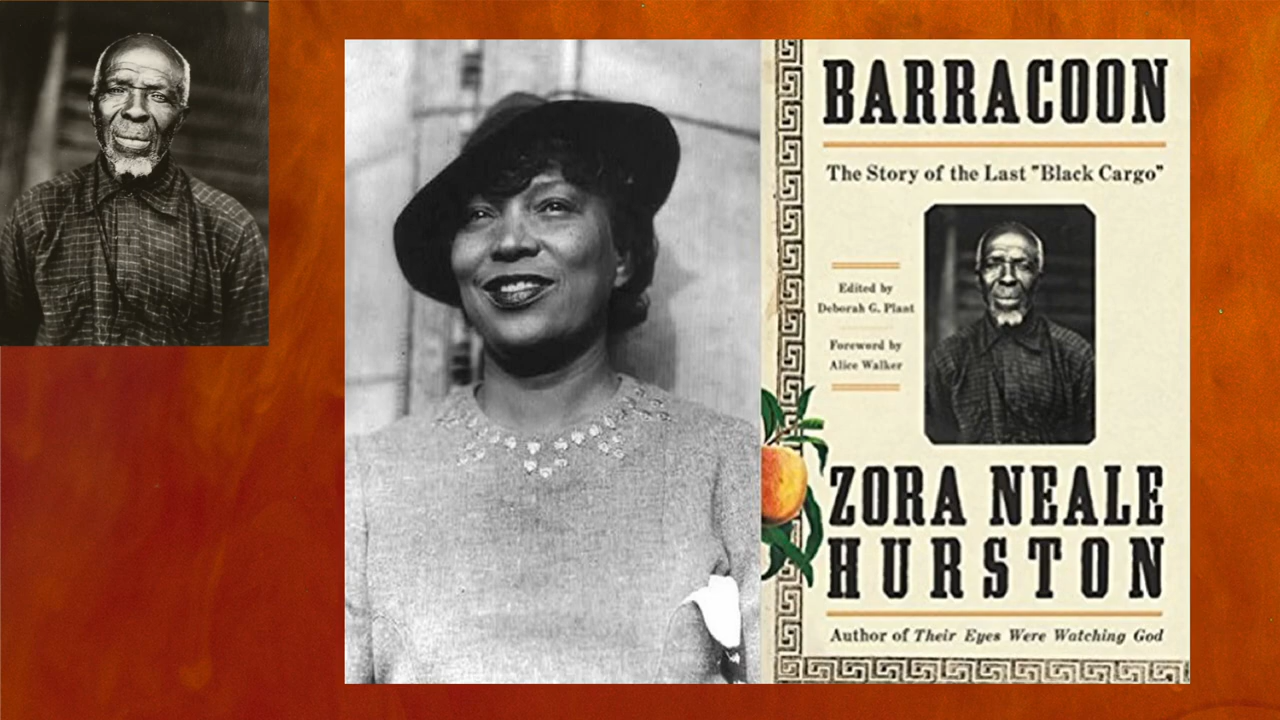 BARRACOON
The Story of the Last "Black Cargo"
Edited by
Deborah G. Plant
Foreword by
Alice Walker
ZORA NEALE
HURSTON
Author of Their Eyes Were Watching God